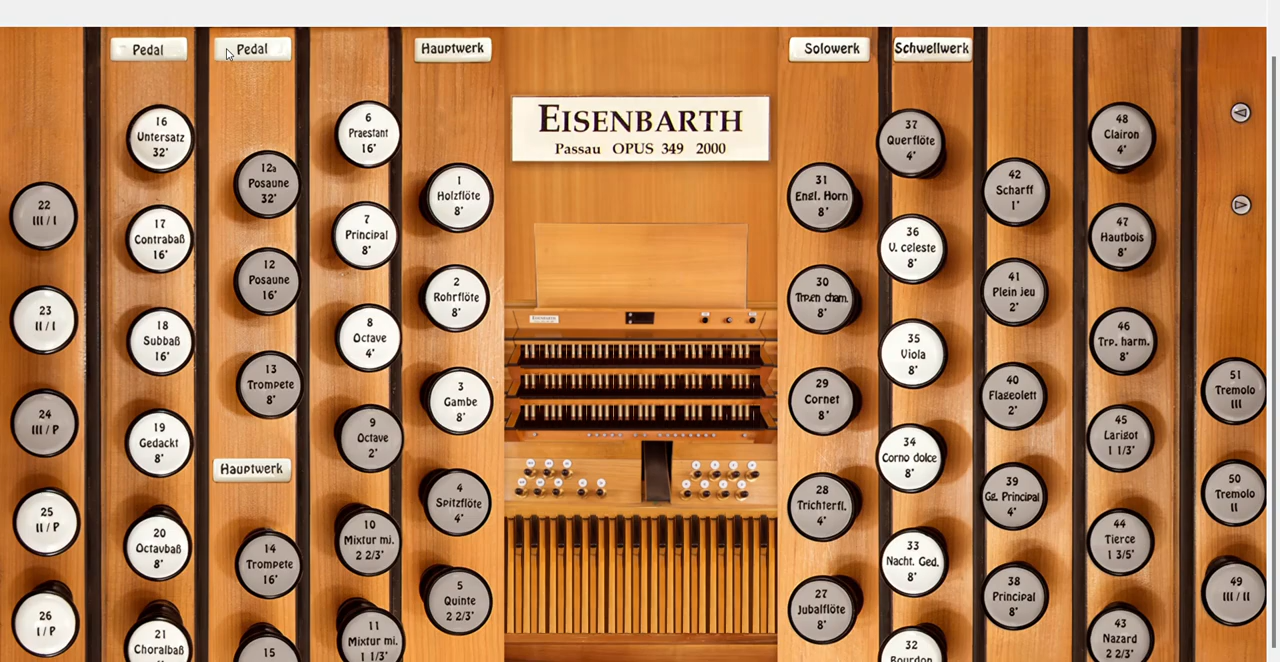 Pedal
Pedal
Hauptwerk
Solowerk
Schwellwerk
EISENBARTH
Passau OPUS 349 2000
22
III / I
23
II / I
24
III / P
25
II / P
26
I / P
16
Untersatz
32'
17
Contrabaß
16'
18
Subbaß
16'
19
Gedackt
8'
20
Octavbaß
8'
21
Choralbaß
12a
Posaune
32'
12
Posaune
16'
13
Trompete
8'
Hauptwerk
14
Trompete
16'
15
6
Praestant
16'
7
Principal
8'
8
Octave
4'
9
Octave
2'
10
Mixtur mi.
2 2/3'
11
Mixtur mi.
1 1/3'
1
Holzflöte
8'
2
Rohrflöte
8'
3
Gambe
8'
4
Spitzflöte
4'
5
Quinte
2 2/3'
31
Engl. Horn
8'
30
Trp.en cham.
8'
29
Cornet
8'
28
Trichterfl.
4'
27
Jubalflöte
8'
37
Querflöte
4'
36
V. celeste
8'
35
Viola
8'
34
Corno dolce
8'
33
Nacht. Ged.
8'
32
Bourdon
42
Scharff
1'
41
Plein jeu
2'
40
Flageolett
2'
39
Gg. Principal
4'
38
Principal
8'
48
Clairon
4'
47
Hautbois
8'
46
Trp. harm.
8'
45
Larigot
1 1/3'
44
Tierce
1 3/5'
43
Nazard
2 2/3'
51
Tremolo
III
50
Tremolo
II
49
III / II